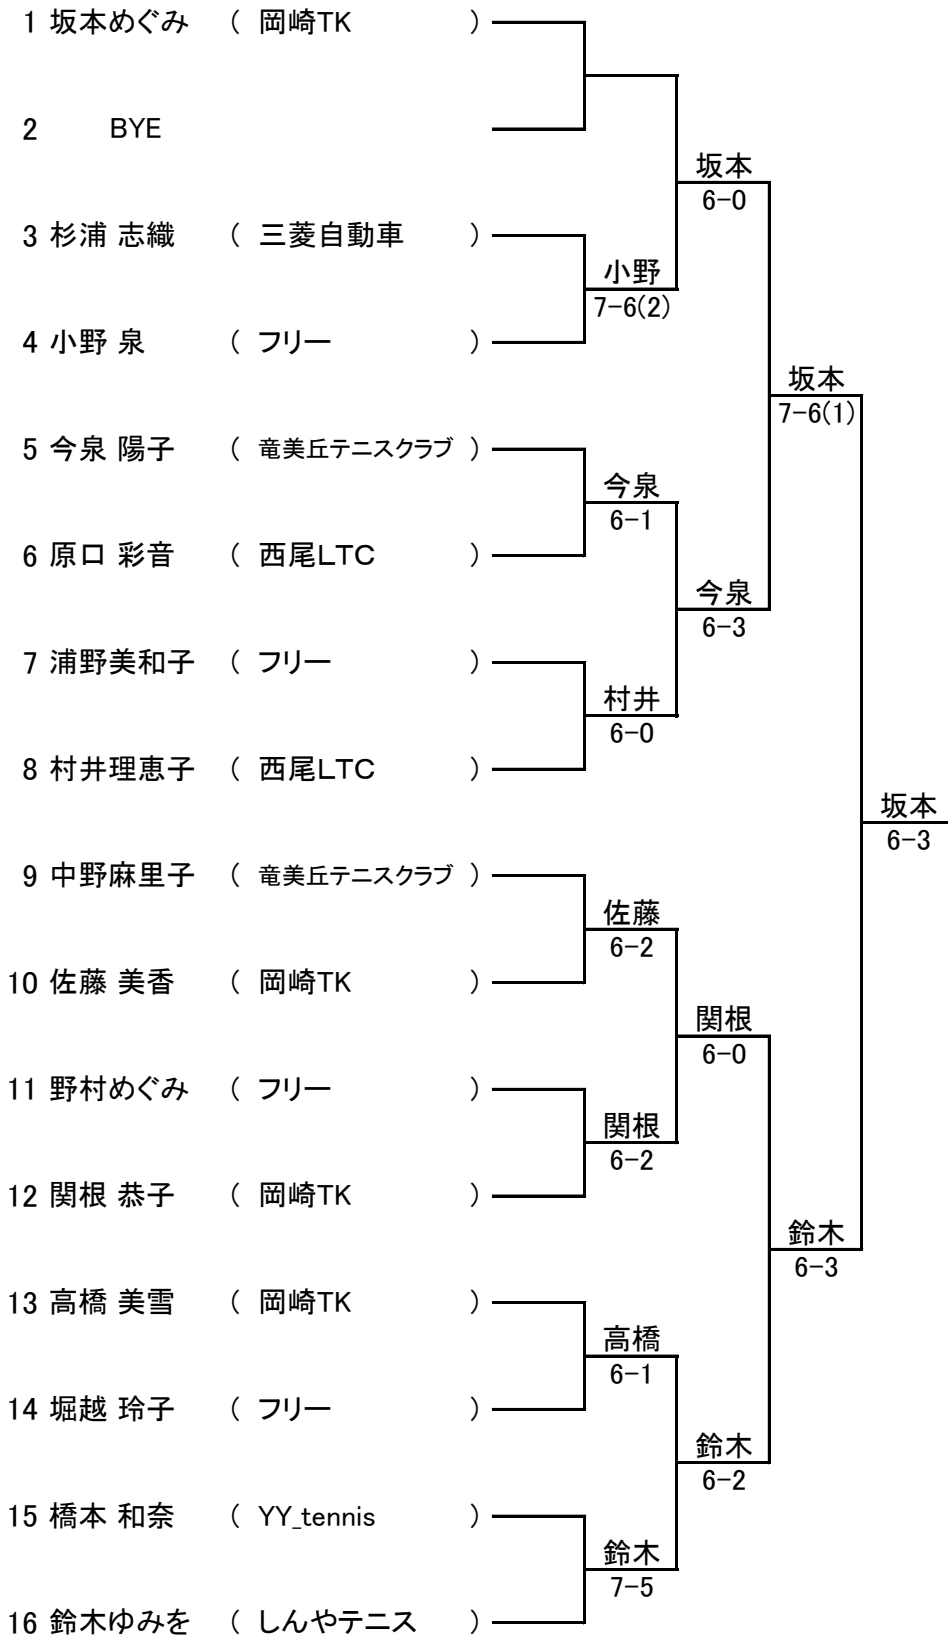 1 坂本めぐみ ( 岡崎TK )
2 BYE
坂本
6-0
3 杉浦 志織 ( 三菱自動車 )
小野
7-6(2)
4 小野 泉 ( フリー )
坂本
7-6(1)
5 今泉 陽子 ( 竜美丘テニスクラブ )
今泉
6-1
6 原口 彩音 ( 西尾LTC )
今泉
6-3
7 浦野美和子 ( フリー )
村井
6-0
8 村井理恵子 ( 西尾LTC )
坂本
6-3
9 中野麻里子 ( 竜美丘テニスクラブ )
佐藤
6-2
10 佐藤 美香 ( 岡崎TK )
関根
6-0
11 野村めぐみ ( フリー )
関根
6-2
12 関根 恭子 ( 岡崎TK )
鈴木
6-3
13 高橋 美雪 ( 岡崎TK )
高橋
6-1
14 堀越 玲子 ( フリー )
鈴木
6-2
15 橋本 和奈 ( YY_tennis )
鈴木
7-5
16 鈴木ゆみを ( しんやテニス )